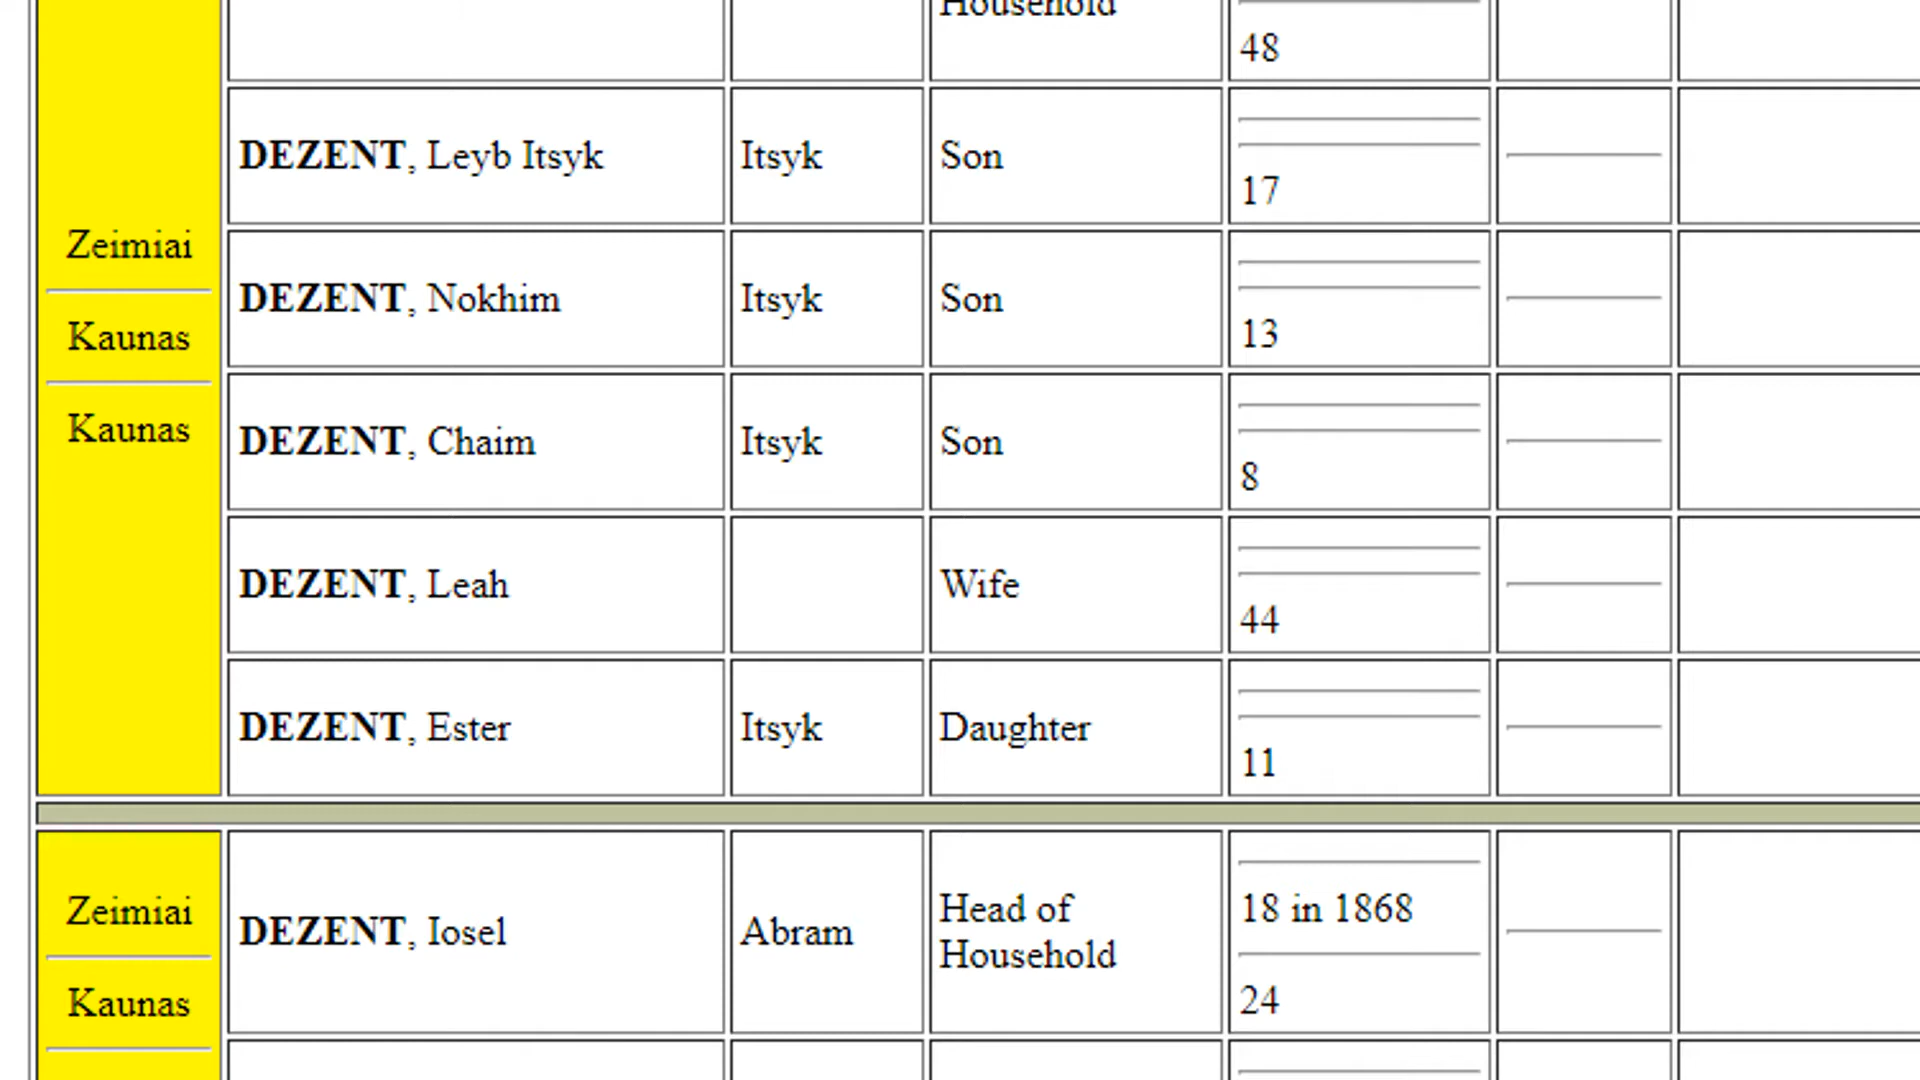 Household
48
DEZENT, Leyb Itsyk Itsyk Son
17
Zeimiai
Kaunas
Kaunas
DEZENT, Nokhim Itsyk Son
13
DEZENT, Chaim Itsyk Son
8
DEZENT, Leah Wife
44
DEZENT, Ester Itsyk Daughter
11
Zeimiai
Kaunas
DEZENT, Iosel Abram Head of
Household
18 in 1868
24